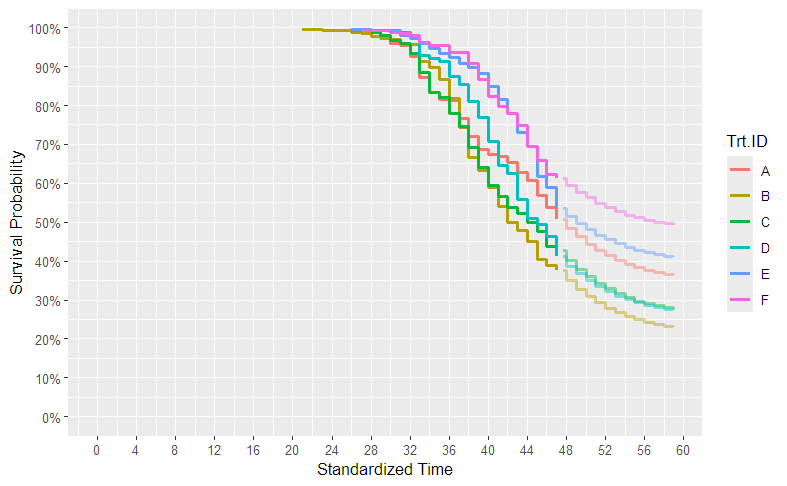 100%
90%
80%
70%
60%
50%
40%
30%
20%
10%
0%
Survival Probability
0 4 8 12 16 20 24 28 32 36 40 44 48 52 56 60
Standardized Time
Trt.ID
A
B
C
D
E
F